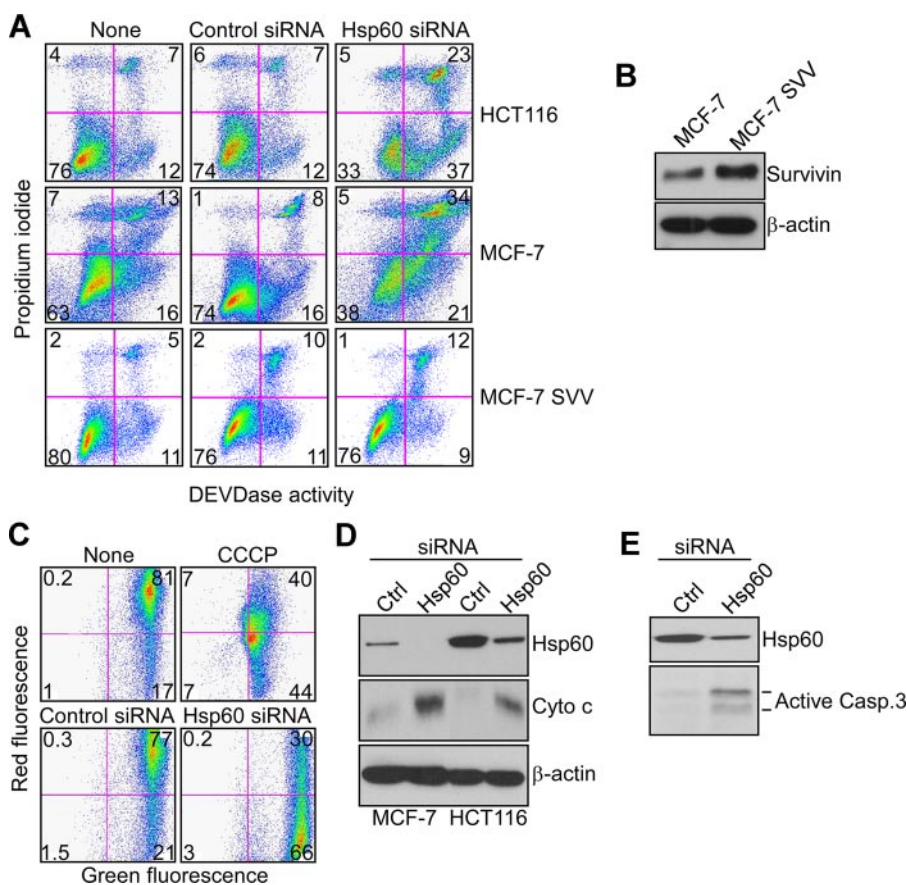 A
None Control siRNA Hsp60 siRNA
4 7 6 7 5 23
HCT116
76 12 74 12 33 37
7 13 1 8 5 34
MCF-7
63 16 74 16 38 21
2 5 2 10 1 12
MCF-7 SVV
80 11 76 11 76 9
Propidium iodide
DEVDase activity
B
MCF-7 MCF-7 SVV
Survivin
β-actin
C
None CCCP
0.2 81 7 40
1 17 7 44
Control siRNA Hsp60 siRNA
0.3 77 0.2 30
1.5 21 3 66
Red fluorescence
Green fluorescence
D
siRNA
Ctrl Hsp60 Ctrl Hsp60
Hsp60
Cyto c
β-actin
MCF-7 HCT116
E
siRNA
Ctrl Hsp60
Hsp60
Active Casp.3